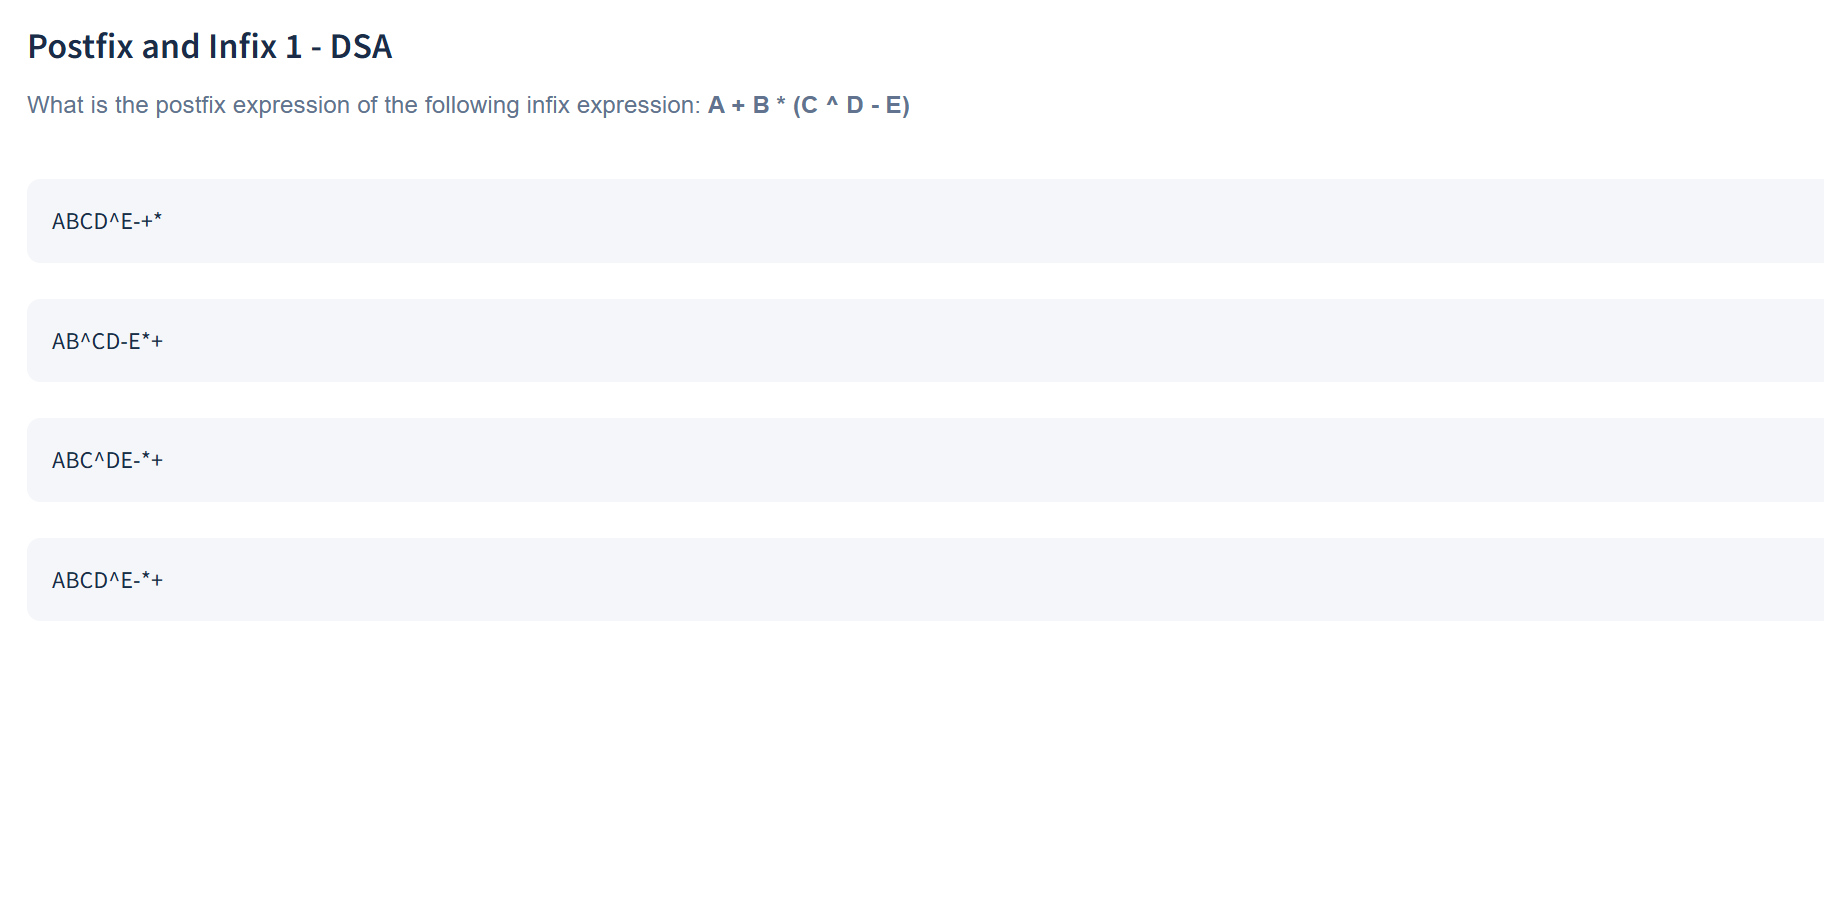 Postfix and Infix 1 - DSA
What is the postfix expression of the following infix expression: A + B * (C ^ D - E)
ABCD^E-+*
AB^CD-E*+
ABC^DE-*+
ABCD^E-*+